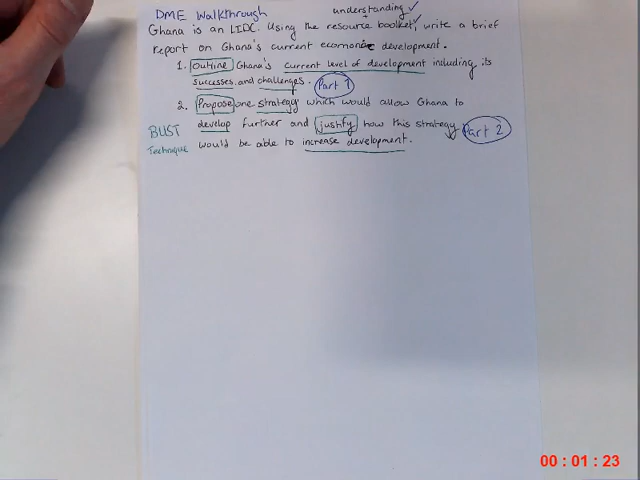 DME Walkthrough
understanding ✓
Ghana is an LIDC. Using the resource booklet, write a brief
report on Ghana's current economic development.
1. Outline Ghana's current level of development including its
successes and challenges. Part 1
2. Propose one strategy which would allow Ghana to
BUST develop further and justify how this strategy Part 2
Technique would be able to increase development.
00 : 01 : 23